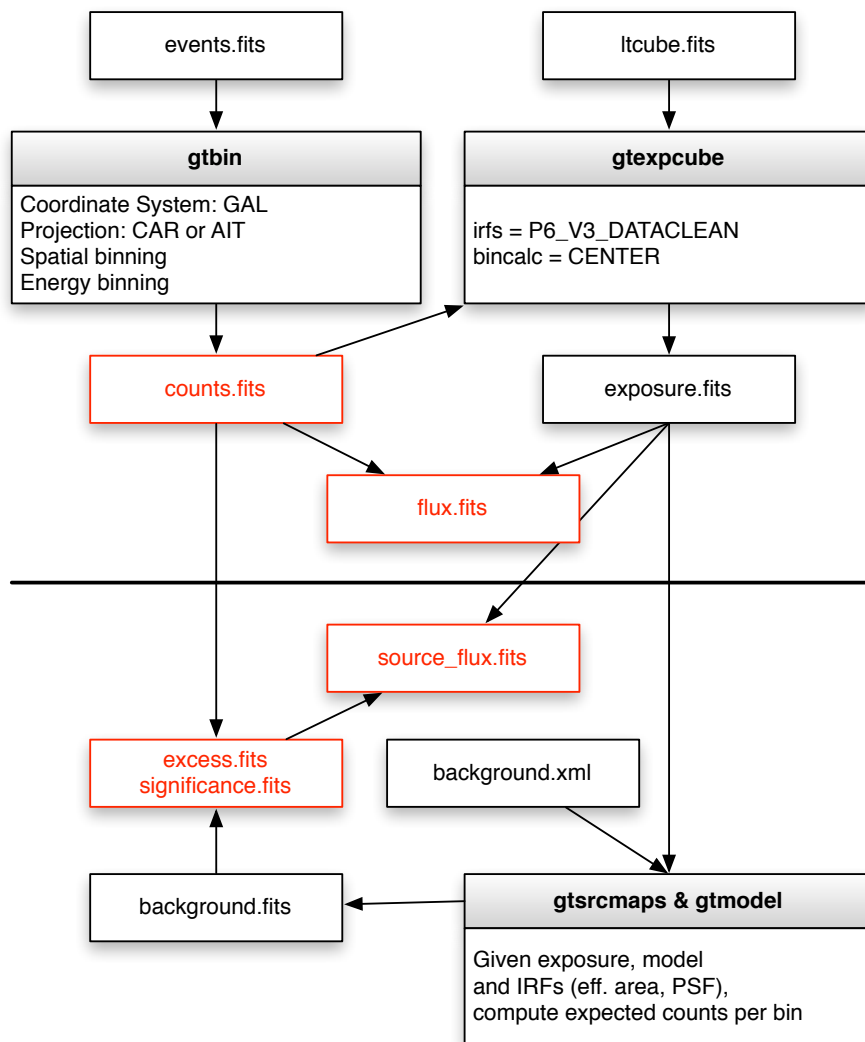 events.fits
ltcube.fits
gtbin
Coordinate System: GAL
Projection: CAR or AIT
Spatial binning
Energy binning
gtexpcube
irfs = P6_V3_DATACLEAN
bincalc = CENTER
counts.fits
exposure.fits
flux.fits
source_flux.fits
excess.fits
significance.fits
background.xml
background.fits
gtsrcmaps & gtmodel
Given exposure, model
and IRFs (eff. area, PSF),
compute expected counts per bin